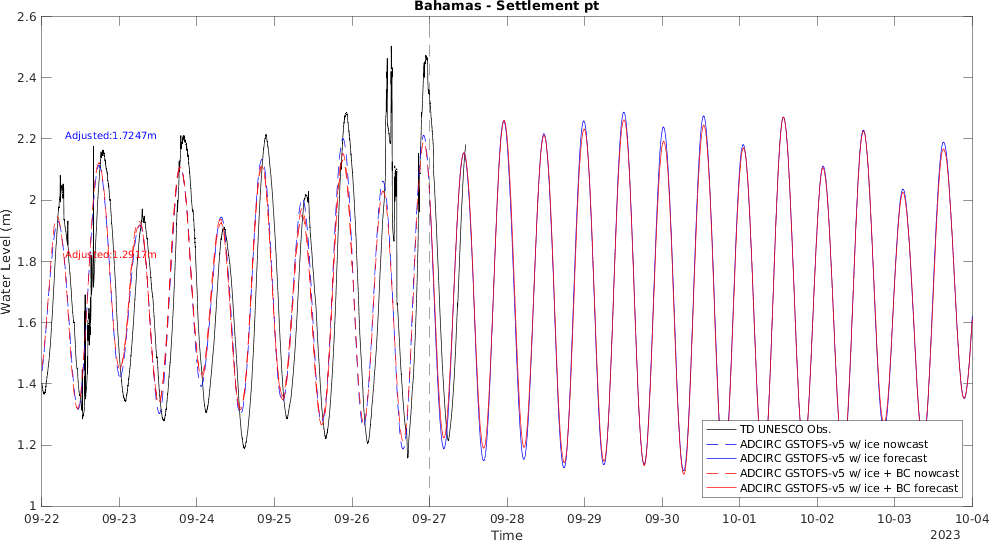 Bahamas - Settlement pt
Water Level (m)
2.6
2.4
2.2
2
1.8
1.6
1.4
1.2
1
Adjusted:1.7247m
Adjusted:1.2917m
TD UNESCO Obs.
ADCIRC GSTOFS-v5 w/ ice nowcast
ADCIRC GSTOFS-v5 w/ ice forecast
ADCIRC GSTOFS-v5 w/ ice + BC nowcast
ADCIRC GSTOFS-v5 w/ ice + BC forecast
09-22 09-23 09-24 09-25 09-26 09-27 09-28 09-29 09-30 10-01 10-02 10-03 10-04
Time
2023